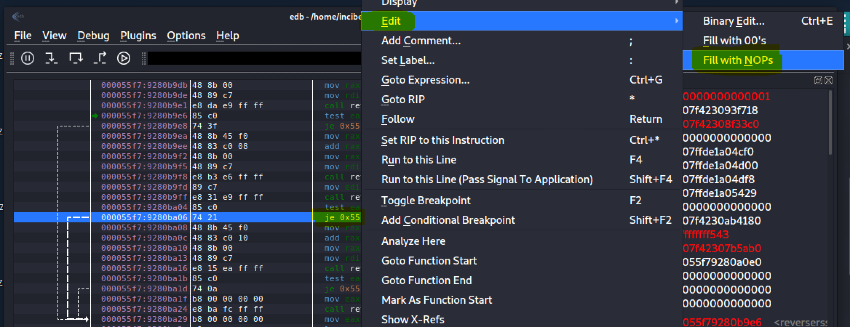 edb - /home/incibe
File View Debug Plugins Options Help
000055f7:9280b9db 48 8b 00 mov
000055f7:9280b9de 48 89 c7 mov
000055f7:9280b9e1 e8 da e9 ff ff call re
000055f7:9280b9e6 85 c0 test
000055f7:9280b9e8 74 3f je 0x55
000055f7:9280b9ea 48 8b 45 f0 mov
000055f7:9280b9ee 48 83 c0 08 add
000055f7:9280b9f2 48 8b 00 mov
000055f7:9280b9f5 48 89 c7 mov
000055f7:9280b9f8 e8 b3 e6 ff ff call re
000055f7:9280b9fd 89 c7 mov
000055f7:9280b9ff e8 31 e9 ff ff call re
000055f7:9280ba04 85 c0 test
000055f7:9280ba06 74 21 je 0x55
000055f7:9280ba08 48 8b 45 f0 mov
000055f7:9280ba0c 48 83 c0 10 add
000055f7:9280ba10 48 8b 00 mov
000055f7:9280ba13 48 89 c7 mov
000055f7:9280ba16 e8 15 ea ff ff call re
000055f7:9280ba1b 85 c0 test
000055f7:9280ba1d 74 0a je 0x55
000055f7:9280ba1f b8 00 00 00 00 mov
000055f7:9280ba24 e8 ba fc ff ff call re
000055f7:9280ba29 b8 00 00 00 00 mov
Display
Edit
Add Comment... ;
Set Label... :
Goto Expression... Ctrl+G
Goto RIP *
Follow Return
Set RIP to this Instruction Ctrl+*
Run to this Line F4
Run to this Line (Pass Signal To Application) Shift+F4
Toggle Breakpoint F2
Add Conditional Breakpoint Shift+F2
Analyze Here
Goto Function Start
Goto Function End
Mark As Function Start
Show X-Refs
Binary Edit... Ctrl+E
Fill with 00's
Fill with NOPs
0000000000001
07f423093f718
07f42308f33c0
0000000000000
07ffde1a04cf0
07ffde1a04d00
07ffde1a04df8
07ffde1a05429
0000000000000
07f4230ab4180
fffffff543
07f42307b5ab0
055f79280a0e0
0000000000000
0000000000000
0000000000000
055f79280b9e6 <reversers: